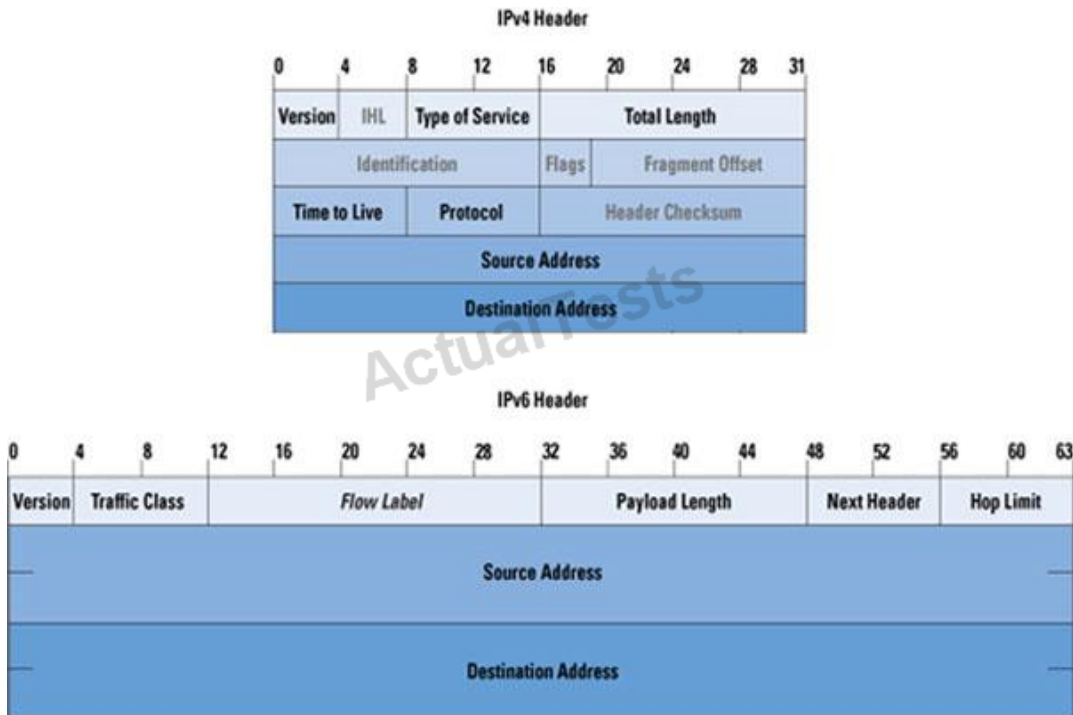 IPv4 Header
0 4 8 12 16 20 24 28 31
Version IHL Type of Service Total Length
Identification Flags Fragment Offset
Time to Live Protocol Header Checksum
Source Address
Destination Address
ActualTests
IPv6 Header
0 4 8 12 16 20 24 28 32 36 40 44 48 52 56 60 63
Version Traffic Class Flow Label Payload Length Next Header Hop Limit
Source Address
Destination Address